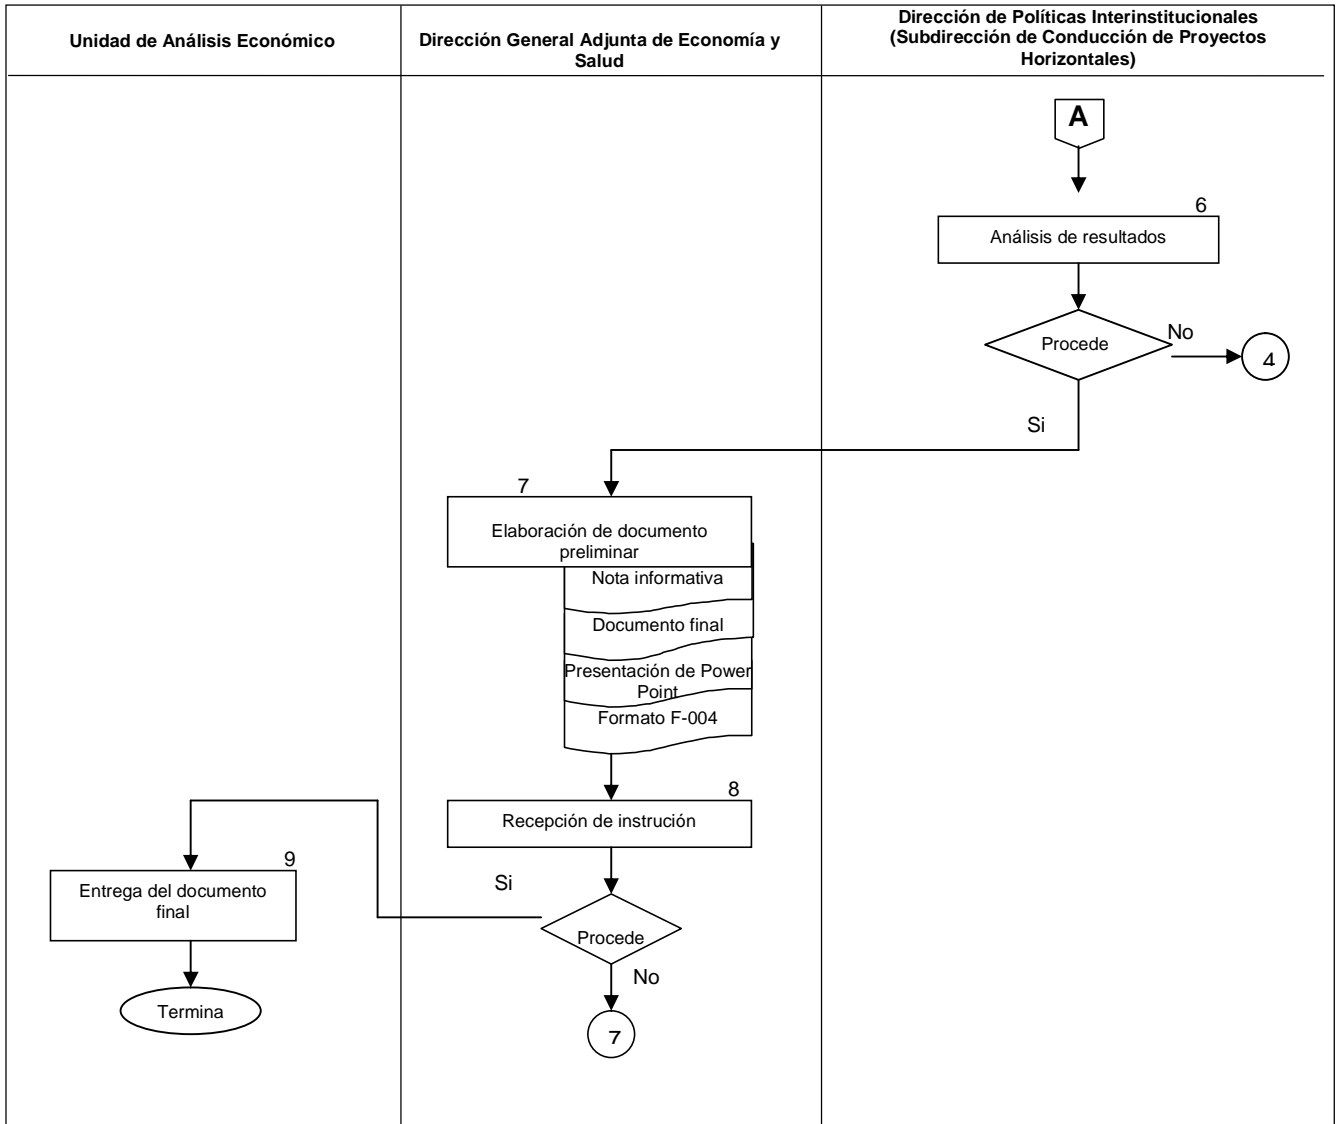 Unidad de Análisis Económico
Dirección General Adjunta de Economía y
Salud
Dirección de Políticas Interinstitucionales
(Subdirección de Conducción de Proyectos
Horizontales)
A
6
Análisis de resultados
Procede
No
4
Si
7
Elaboración de documento
preliminar
Nota informativa
Documento final
Presentación de Power
Point
Formato F-004
8
Recepción de instrución
Si
Procede
No
7
9
Entrega del documento
final
Termina